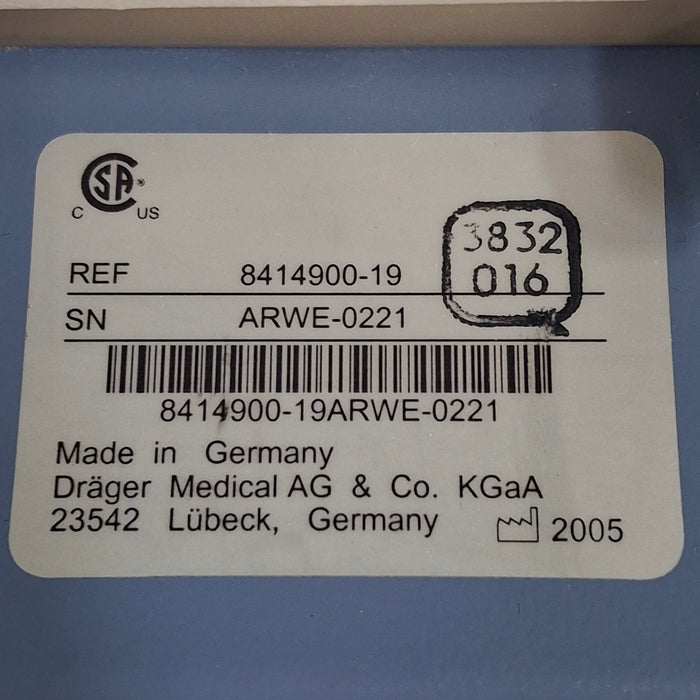 CSA
C US
3832
016
REF 8414900-19
SN ARWE-0221
8414900-19ARWE-0221
Made in Germany
Dräger Medical AG & Co. KGaA
23542 Lübeck, Germany 2005